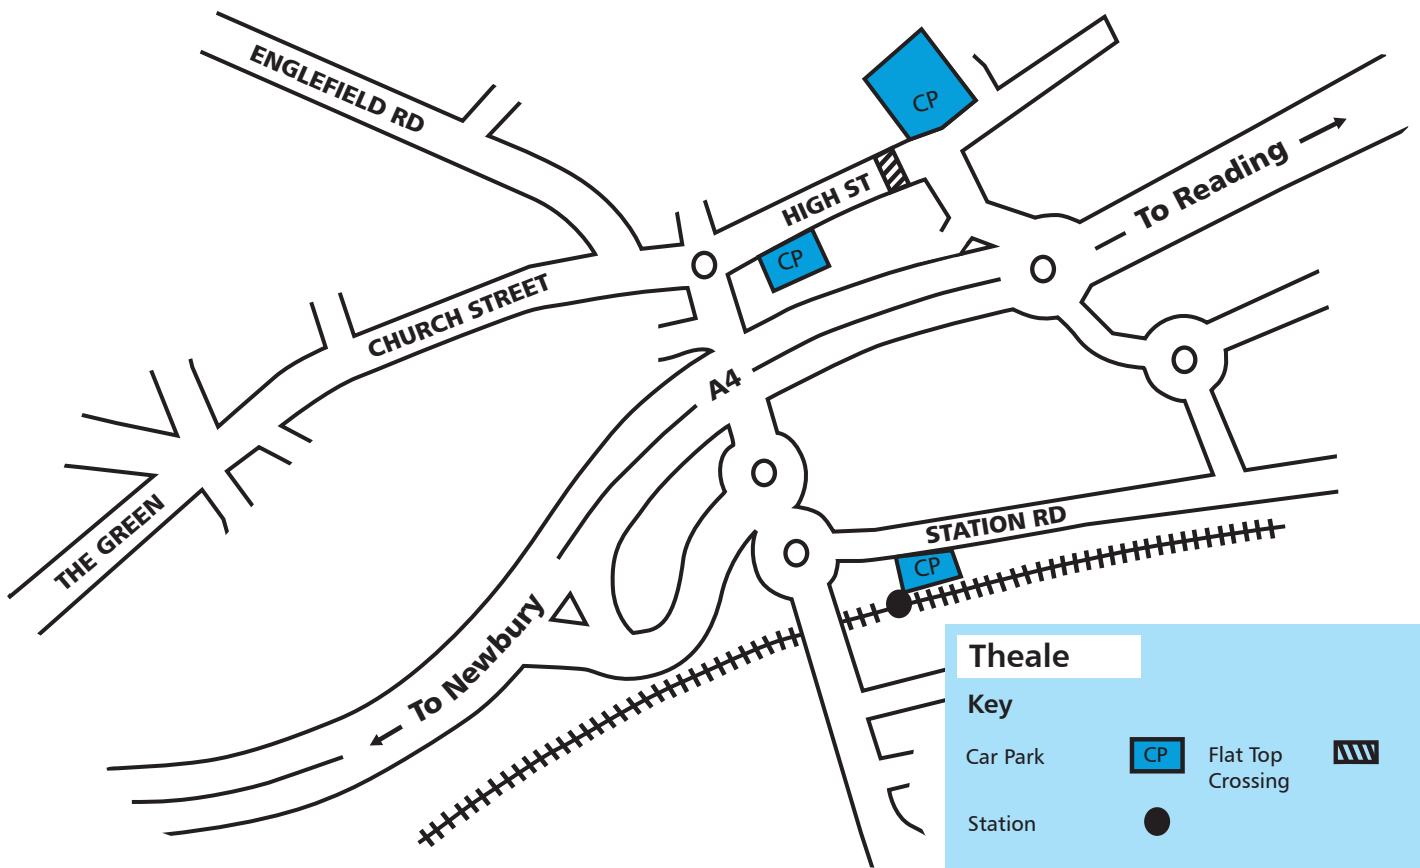 ENGLEFIELD RD
CP
HIGH ST
To Reading
CP
CHURCH STREET
A4
THE GREEN
STATION RD
CP
To Newbury
Theale
Key
Car Park
CP
Flat Top
Crossing
Station